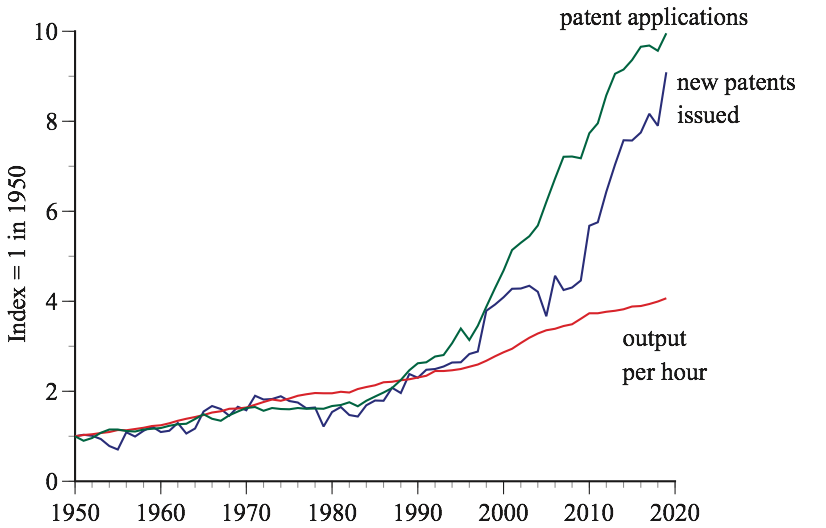 patent applications
10
new patents
issued
8
6
4
output
per hour
2
0
Index = 1 in 1950
1950 1960 1970 1980 1990 2000 2010 2020